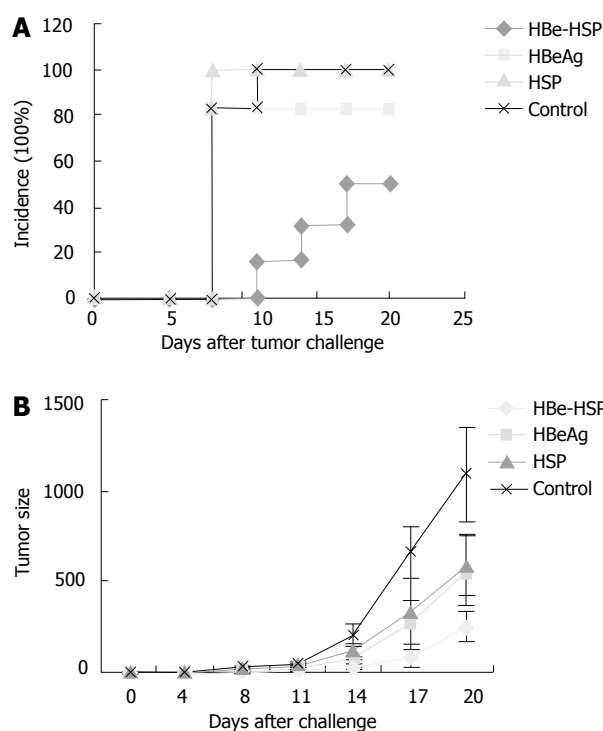 A
HBe-HSP
HBeAg
HSP
Control
Incidence (100%)
120
100
80
60
40
20
0
0 5 10 15 20 25
Days after tumor challenge
B
HBe-HSP
HBeAg
HSP
Control
Tumor size
1500
1000
500
0
0 4 8 11 14 17 20
Days after challenge